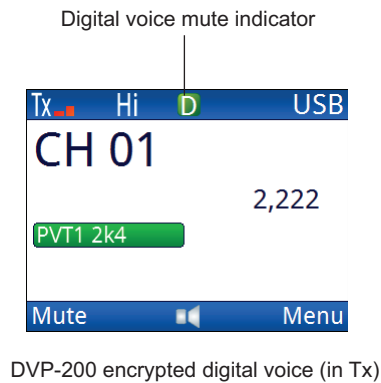 Digital voice mute indicator
Tx Hi D USB
CH 01
2,222
PVT1 2k4
Mute Menu
DVP-200 encrypted digital voice (in Tx)